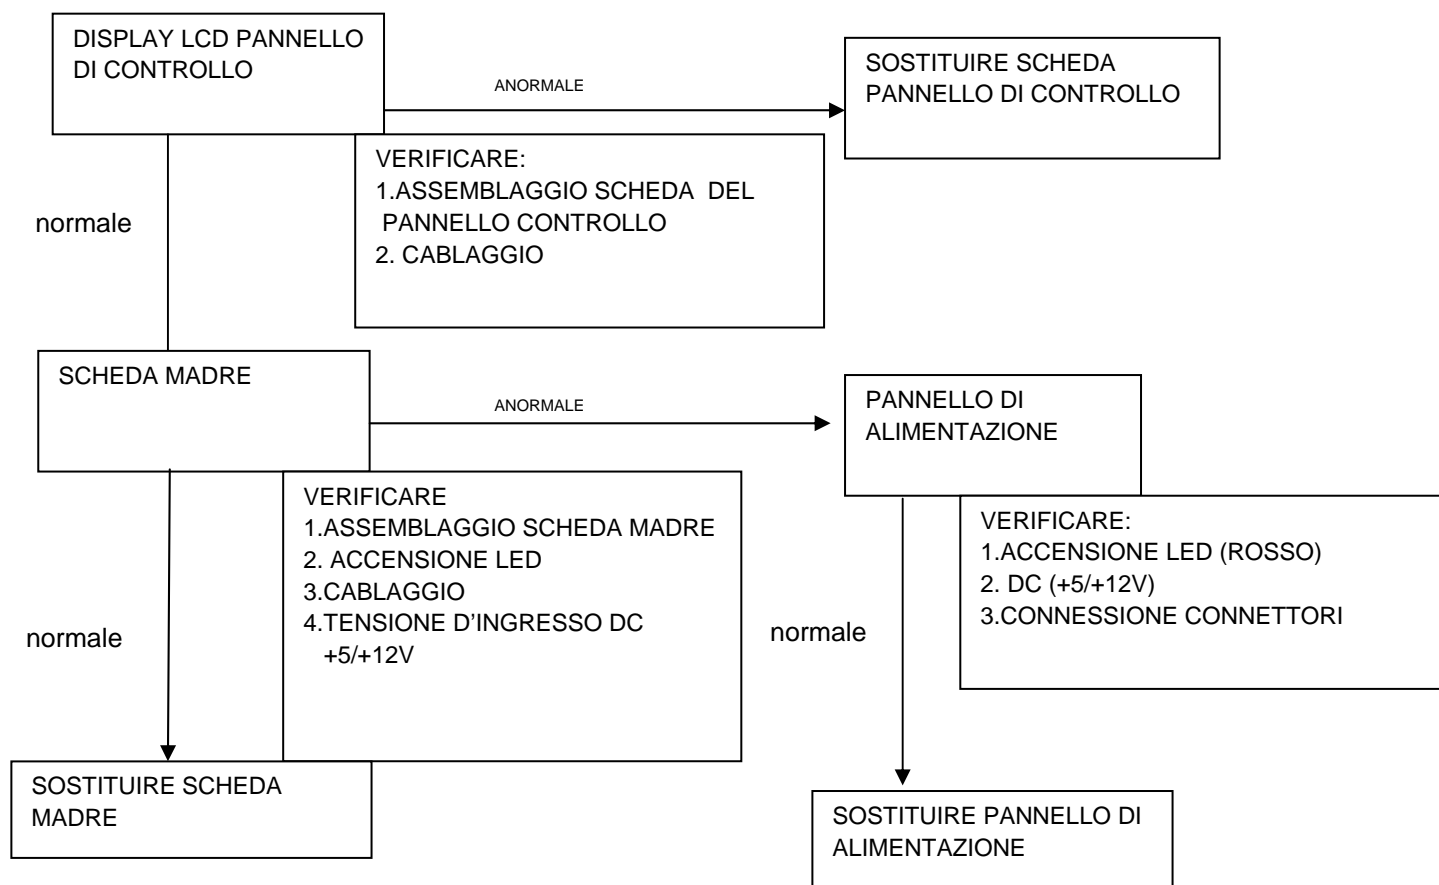 DISPLAY LCD PANNELLO
DI CONTROLLO
ANORMALE
SOSTITUIRE SCHEDA
PANNELLO DI CONTROLLO
VERIFICARE:
1.ASSEMBLAGGIO SCHEDA  DEL
PANNELLO CONTROLLO
2. CABLAGGIO
normale
SCHEDA MADRE
ANORMALE
PANNELLO DI
ALIMENTAZIONE
VERIFICARE
1.ASSEMBLAGGIO SCHEDA MADRE
2. ACCENSIONE LED
3.CABLAGGIO
4.TENSIONE D'INGRESSO DC
+5/+12V
normale
VERIFICARE:
1.ACCENSIONE LED (ROSSO)
2. DC (+5/+12V)
3.CONNESSIONE CONNETTORI
normale
SOSTITUIRE SCHEDA
MADRE
SOSTITUIRE PANNELLO DI
ALIMENTAZIONE